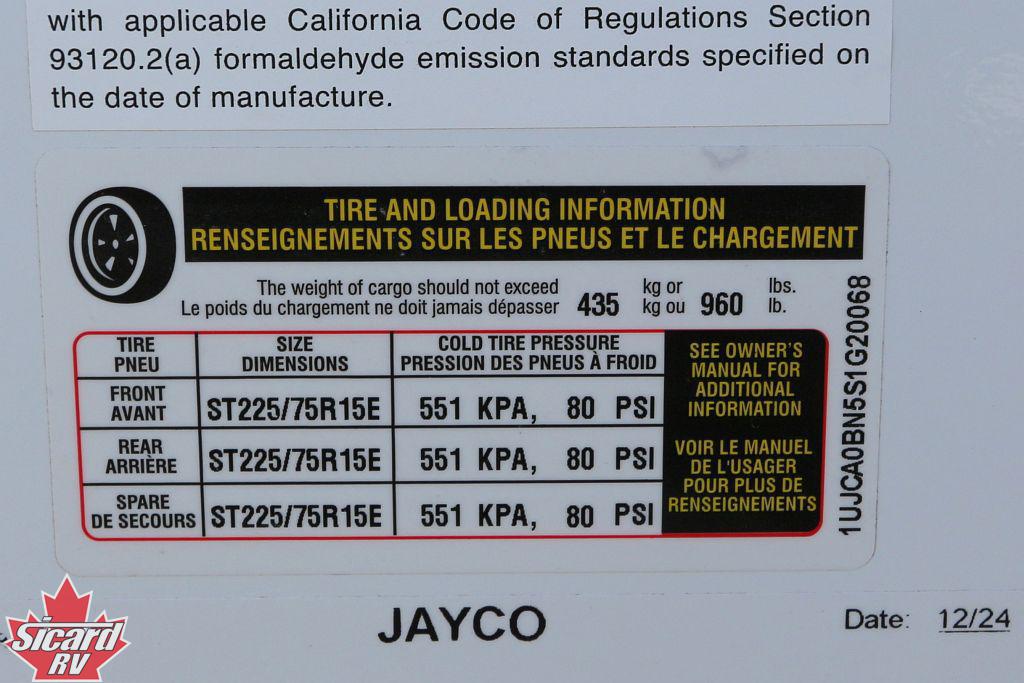 with applicable California Code of Regulations Section
93120.2(a) formaldehyde emission standards specified on
the date of manufacture.
TIRE AND LOADING INFORMATION
RENSEIGNEMENTS SUR LES PNEUS ET LE CHARGEMENT
The weight of cargo should not exceed
Le poids du chargement ne doit jamais dépasser
435
kg or
kg ou
960
lbs.
lb.
TIRE
PNEU
SIZE
DIMENSIONS
COLD TIRE PRESSURE
PRESSION DES PNEUS À FROID
FRONT
AVANT
ST225/75R15E
551 KPA, 80 PSI
REAR
ARRIÈRE
ST225/75R15E
551 KPA, 80 PSI
SPARE
DE SECOURS
ST225/75R15E
551 KPA, 80 PSI
SEE OWNER'S
MANUAL FOR
ADDITIONAL
INFORMATION
VOIR LE MANUEL
DE L'USAGER
POUR PLUS DE
RENSEIGNEMENTS
1UJCA0BN5S1G20068
JAYCO
Date: 12/24
Sicard
RV